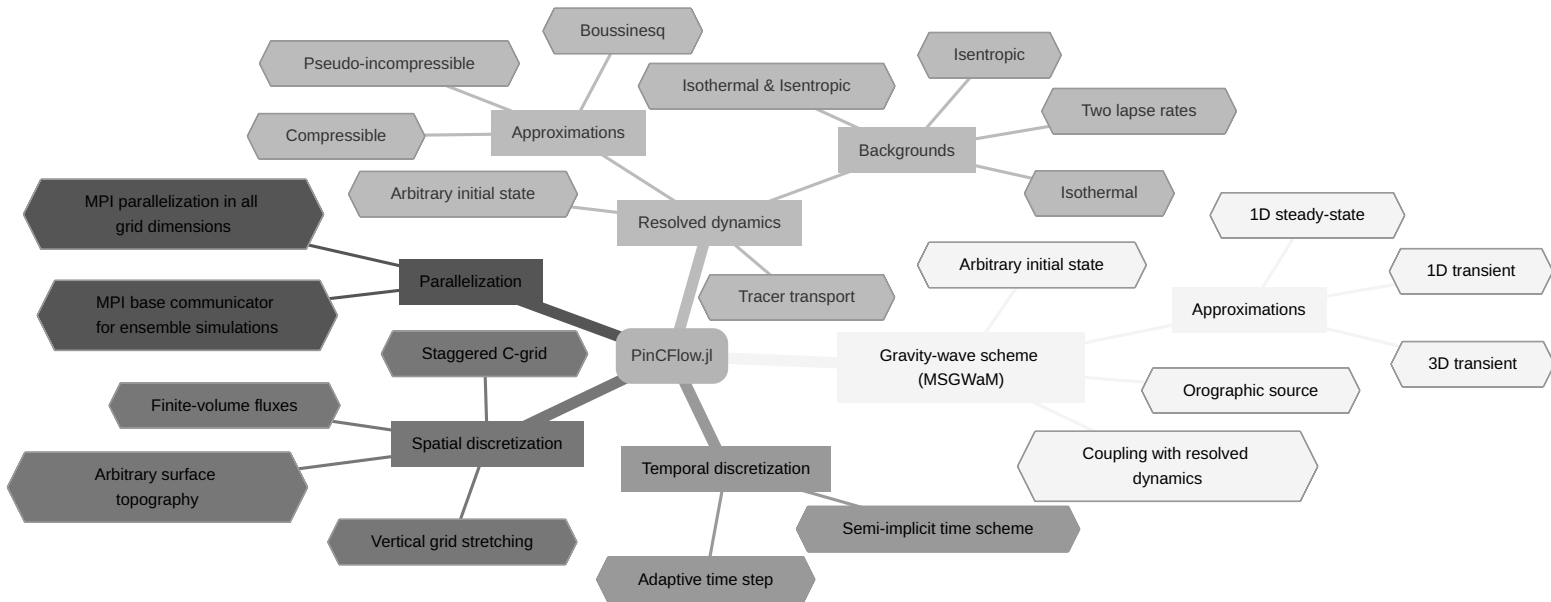 Boussinesq
Pseudo-incompressible
Isentropic
Isothermal & Isentropic
Two lapse rates
Compressible
Approximations
Backgrounds
Arbitrary initial state
Isothermal
MPI parallelization in all
grid dimensions
Resolved dynamics
1D steady-state
Arbitrary initial state
1D transient
Parallelization
Tracer transport
MPI base communicator
for ensemble simulations
Approximations
Staggered C-grid
PinCFlow.jl
Gravity-wave scheme
(MSGWaM)
3D transient
Orographic source
Finite-volume fluxes
Spatial discretization
Coupling with resolved
dynamics
Temporal discretization
Arbitrary surface
topography
Semi-implicit time scheme
Vertical grid stretching
Adaptive time step